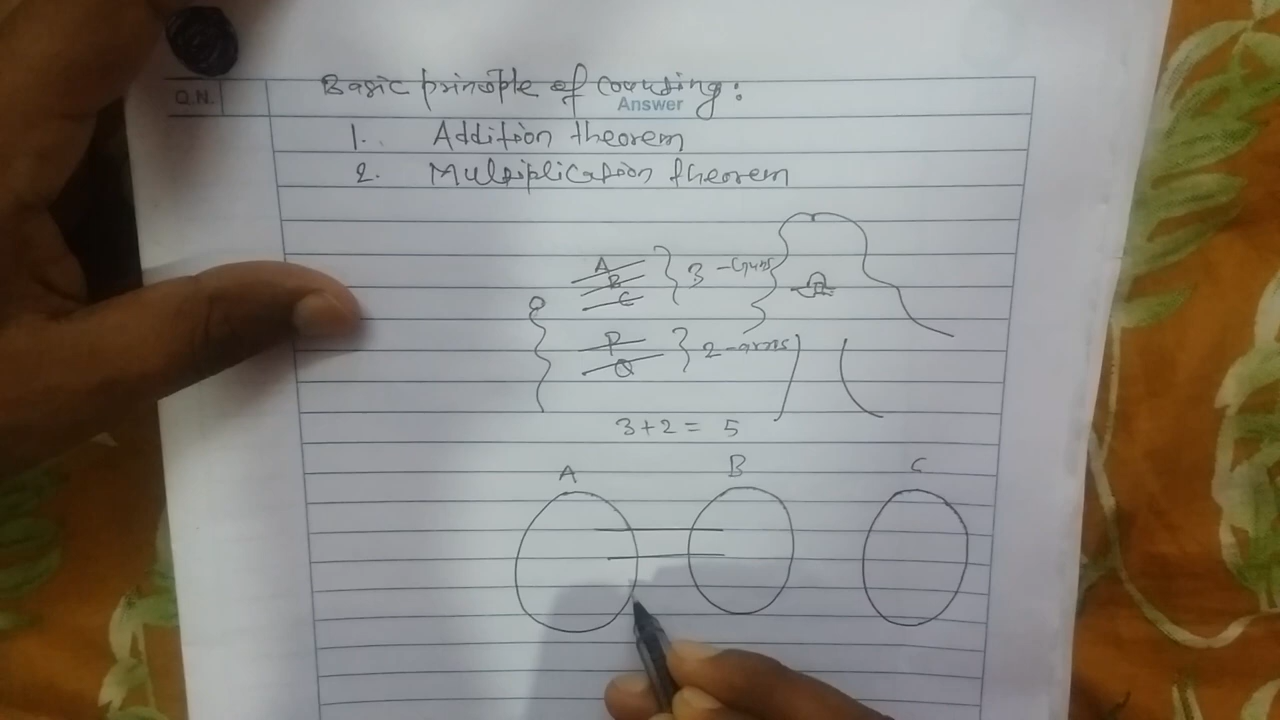 Q.N.
Basic principle of counting:
Answer
1. Addition theorem
2. Multiplication theorem
A
B
C
3
P
Q
2
3+2 = 5
A B C